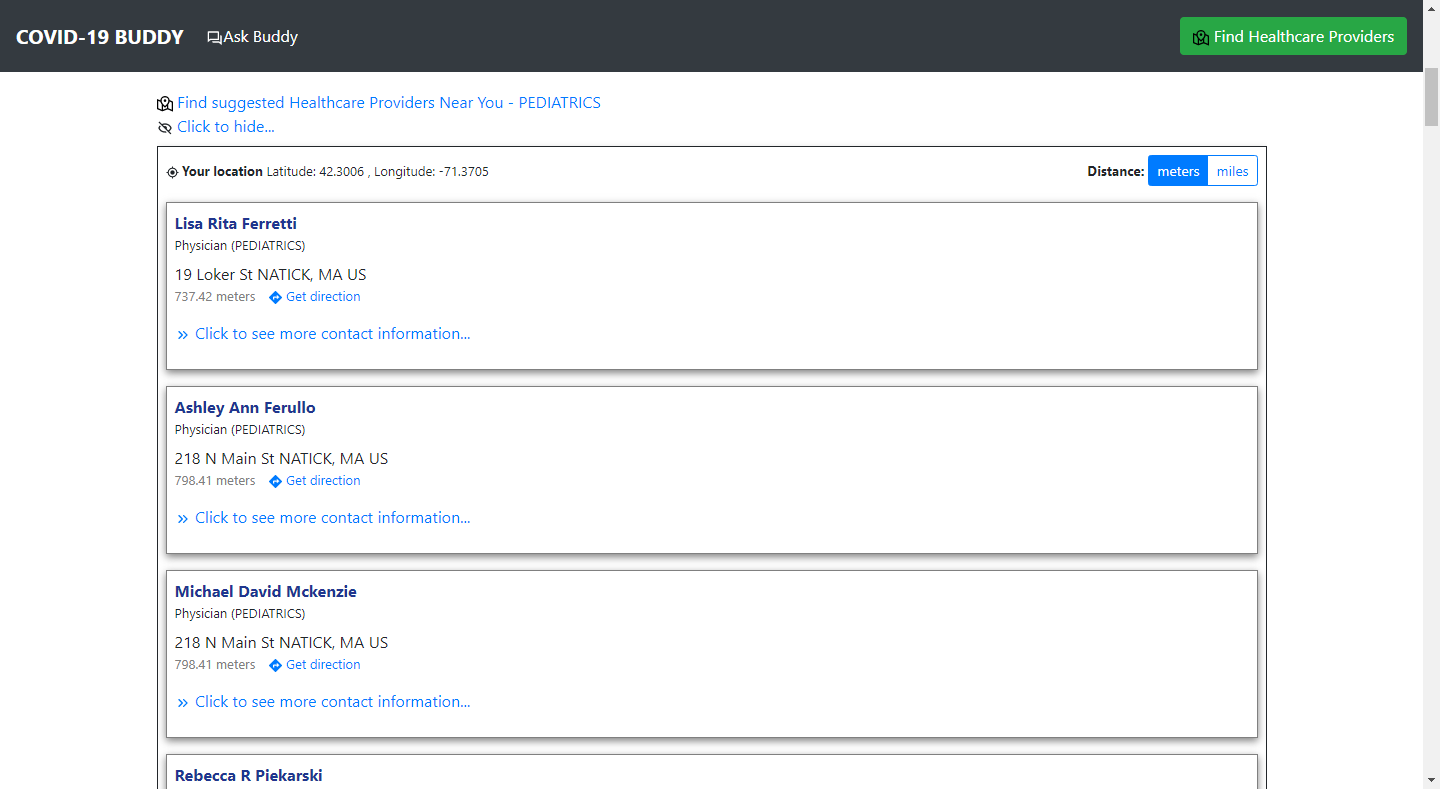 COVID-19 BUDDY Ask Buddy Find Healthcare Providers
Find suggested Healthcare Providers Near You - PEDIATRICS
Click to hide...
Your location Latitude: 42.3006 , Longitude: -71.3705 Distance: meters miles
Lisa Rita Ferretti
Physician (PEDIATRICS)
19 Loker St NATICK, MA US
737.42 meters Get direction
» Click to see more contact information...
Ashley Ann Ferullo
Physician (PEDIATRICS)
218 N Main St NATICK, MA US
798.41 meters Get direction
» Click to see more contact information...
Michael David Mckenzie
Physician (PEDIATRICS)
218 N Main St NATICK, MA US
798.41 meters Get direction
» Click to see more contact information...
Rebecca R Piekarski